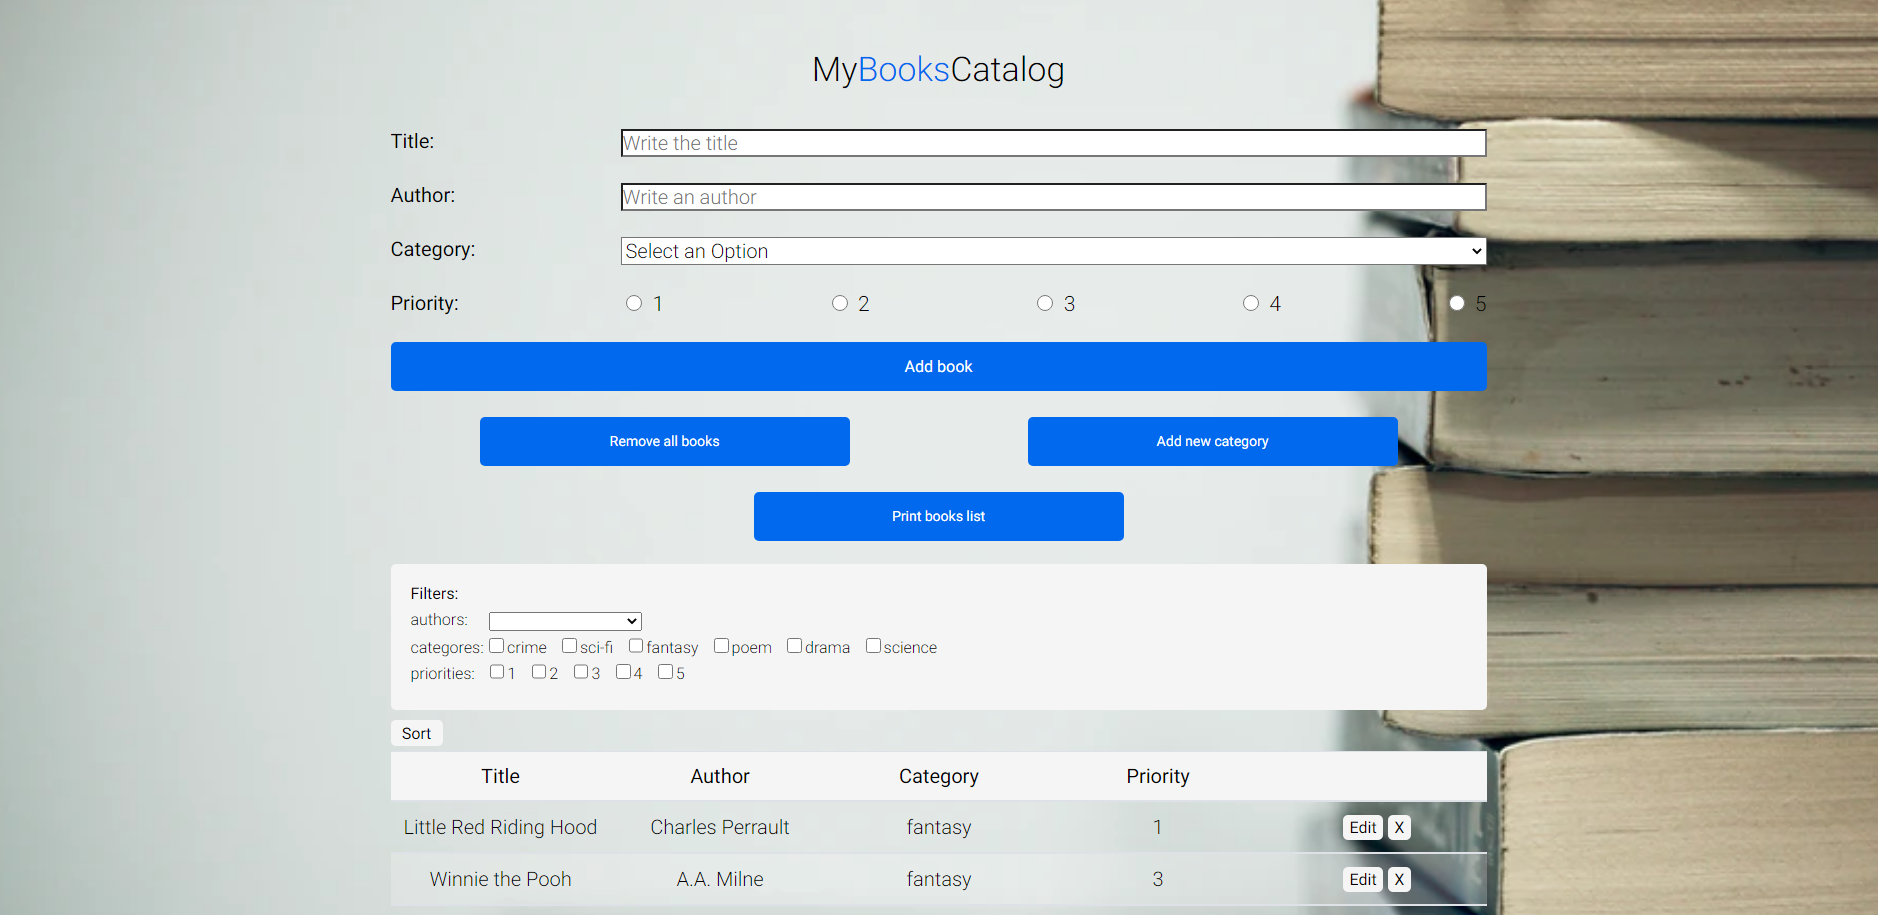 MyBooksCatalog
Title: Write the title
Author: Write an author
Category: Select an Option
Priority: 1 2 3 4 5
Add book
Remove all books Add new category
Print books list
Filters:
authors:
categores: crime sci-fi fantasy poem drama science
priorities: 1 2 3 4 5
Sort
Title Author Category Priority
Little Red Riding Hood Charles Perrault fantasy 1 Edit X
Winnie the Pooh A.A. Milne fantasy 3 Edit X